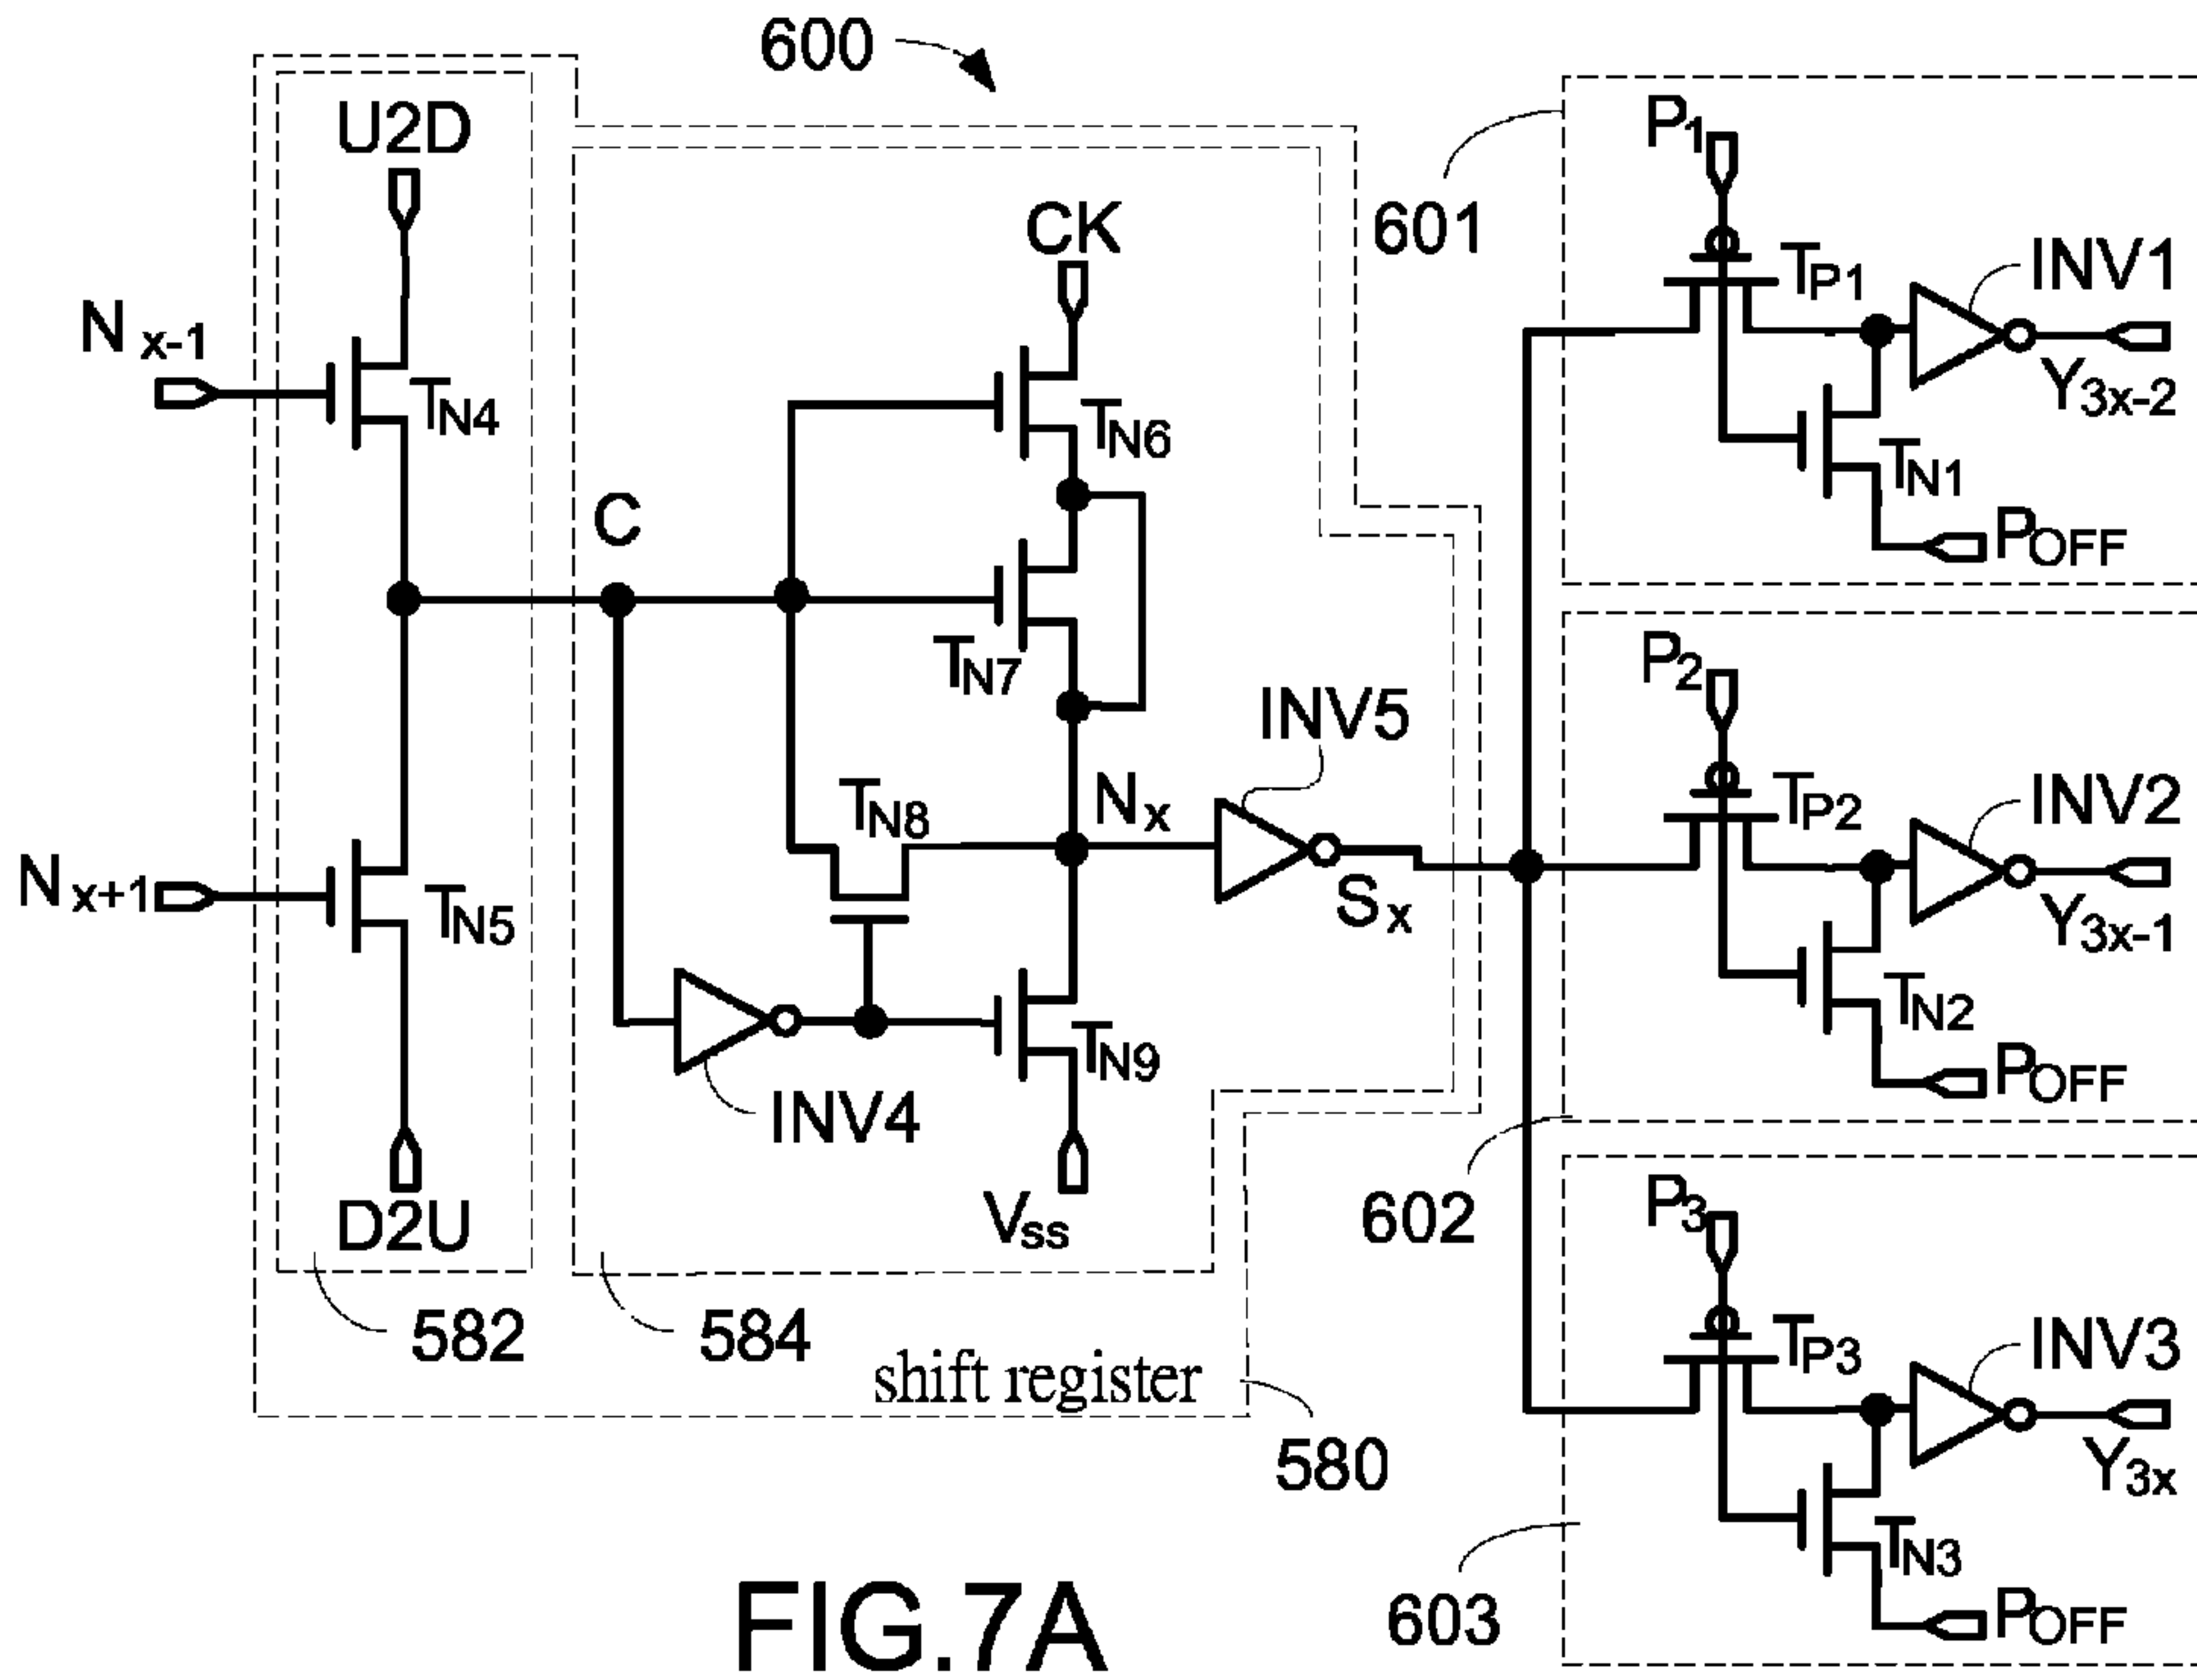 600
U2D
P1
CK
601
TP1
INV1
Nx-1
TN4
TN6
Y3x-2
TN1
C
POFF
P2
TN7
INV5
TP2
INV2
TN8
Nx
Nx+1
TN5
Sx
Y3x-1
TN2
TN9
POFF
INV4
D2U
Vss
602
P3
582
584
TP3
INV3
shift register
580
Y3x
TN3
603
POFF
FIG.7A